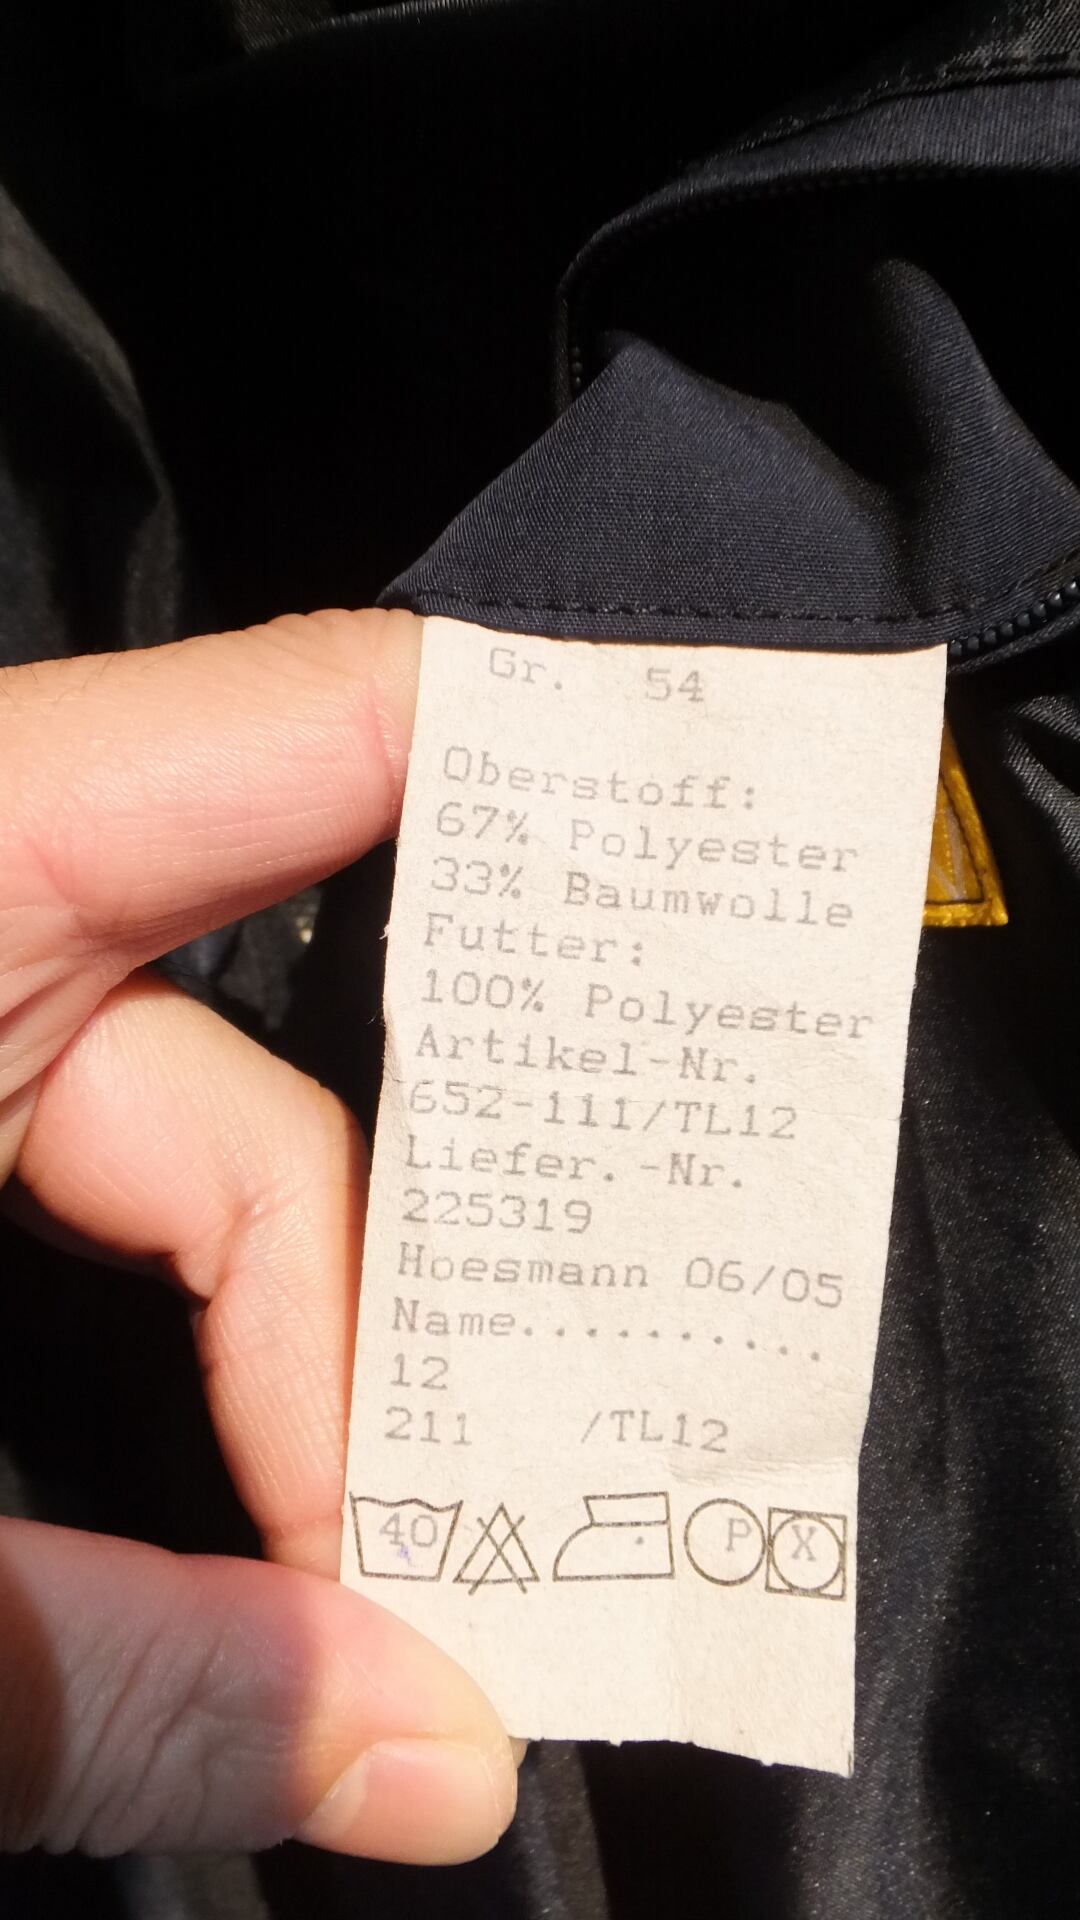 Gr. 54
Oberstoff:
67% Polyester
33% Baumwolle
Futter:
100% Polyester
Artikel-Nr.
652-111/TL12
Liefer.-Nr.
225319
Hoesmann 06/05
Name..........
12
211 /TL12
40 P X